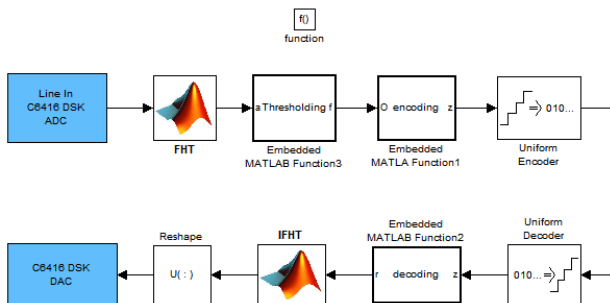 f()
function
Line In
C6416 DSK
ADC
FHT
a Thresholding f
Embedded
MATLAB Function3
O encoding z
Embedded
MATLA Function1
010...
Uniform
Encoder
C6416 DSK
DAC
Reshape
U( : )
IFHT
Embedded
MATLAB Function2
r decoding z
Uniform
Decoder
010...